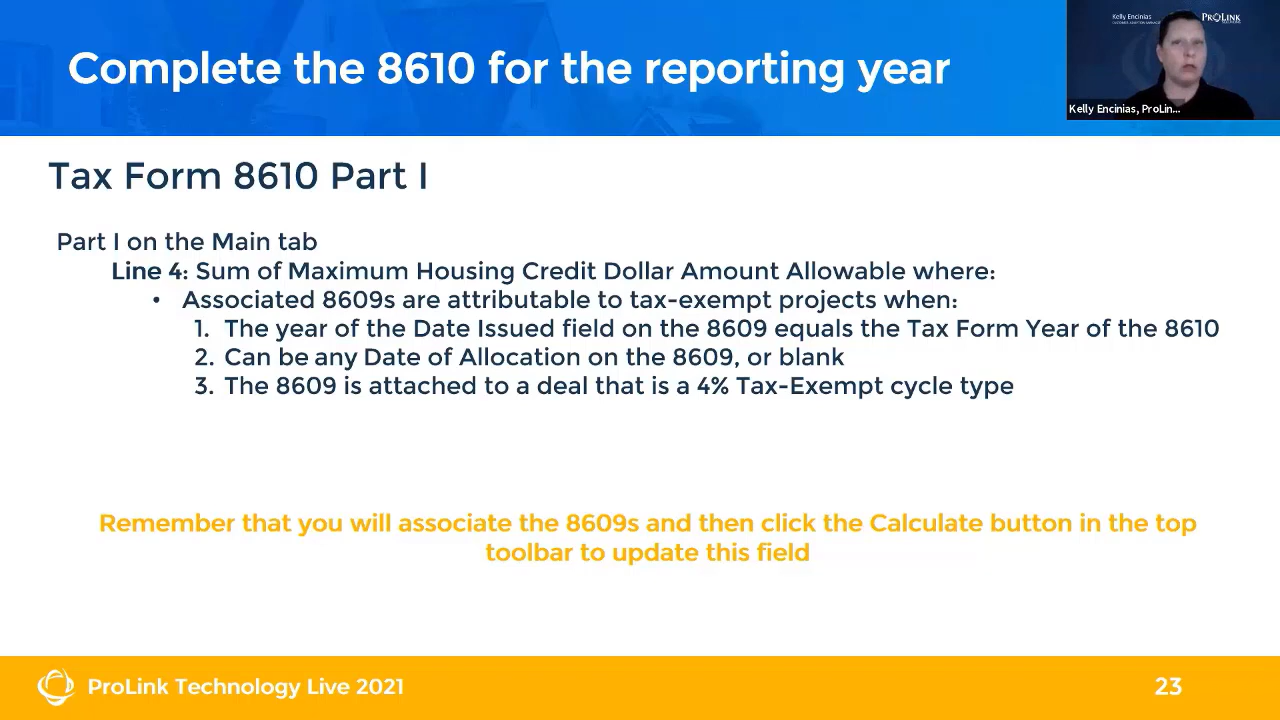 Complete the 8610 for the reporting year
Kelly Encinias
PROLINK
Kelly Encinias, ProLin...
Tax Form 8610 Part I
Part I on the Main tab
Line 4: Sum of Maximum Housing Credit Dollar Amount Allowable where:
• Associated 8609s are attributable to tax-exempt projects when:
1. The year of the Date Issued field on the 8609 equals the Tax Form Year of the 8610
2. Can be any Date of Allocation on the 8609, or blank
3. The 8609 is attached to a deal that is a 4% Tax-Exempt cycle type
Remember that you will associate the 8609s and then click the Calculate button in the top
toolbar to update this field
ProLink Technology Live 2021
23